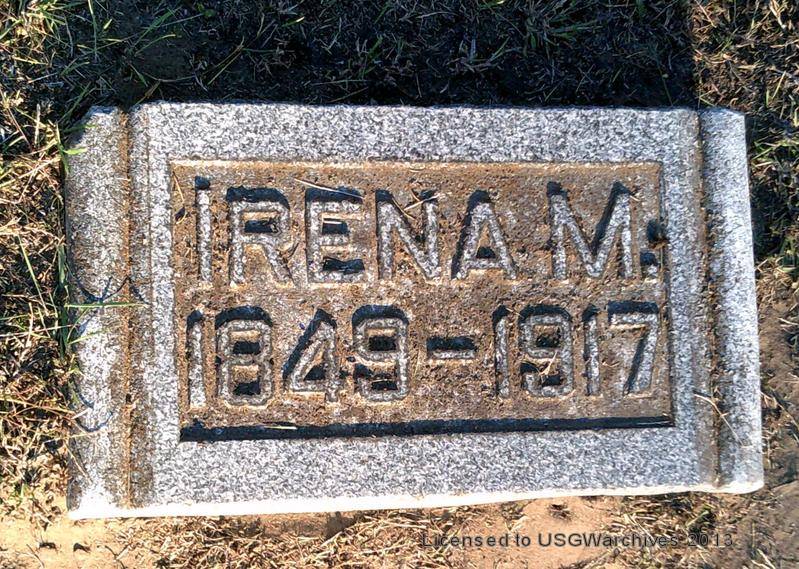 IRENA M.
1849-1917
Licensed to USGWarchives 2013